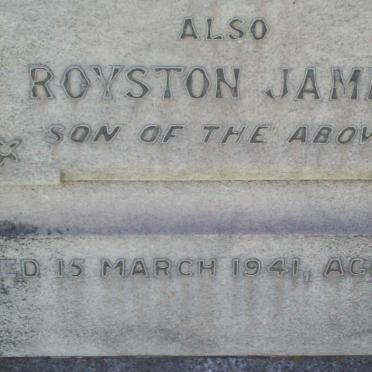 ALSO
ROYSTON JAM
SON OF THE ABOV
ED 15 MARCH 1941, AG